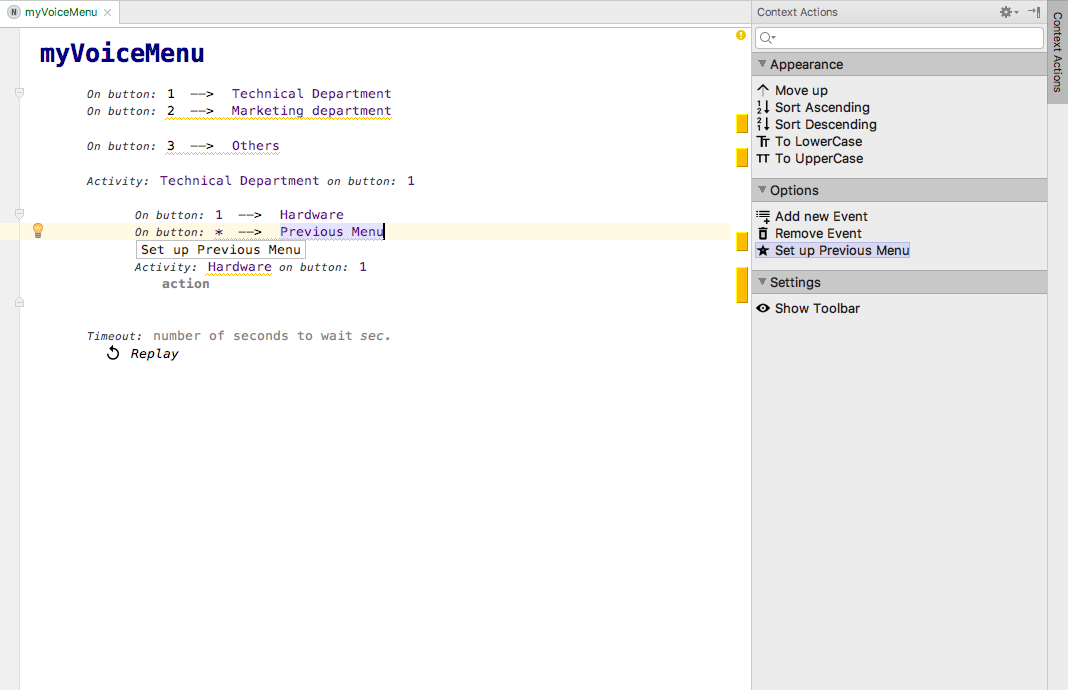 N myVoiceMenu
myVoiceMenu
On button: 1 --> Technical Department
On button: 2 --> Marketing department
On button: 3 --> Others
Activity: Technical Department on button: 1
On button: 1 --> Hardware
On button: * --> Previous Menu
Set up Previous Menu
Activity: Hardware on button: 1
action
Timeout: number of seconds to wait sec.
Replay
Context Actions
Appearance
Move up
Sort Ascending
Sort Descending
To LowerCase
To UpperCase
Options
Add new Event
Remove Event
Set up Previous Menu
Settings
Show Toolbar
Context Actions